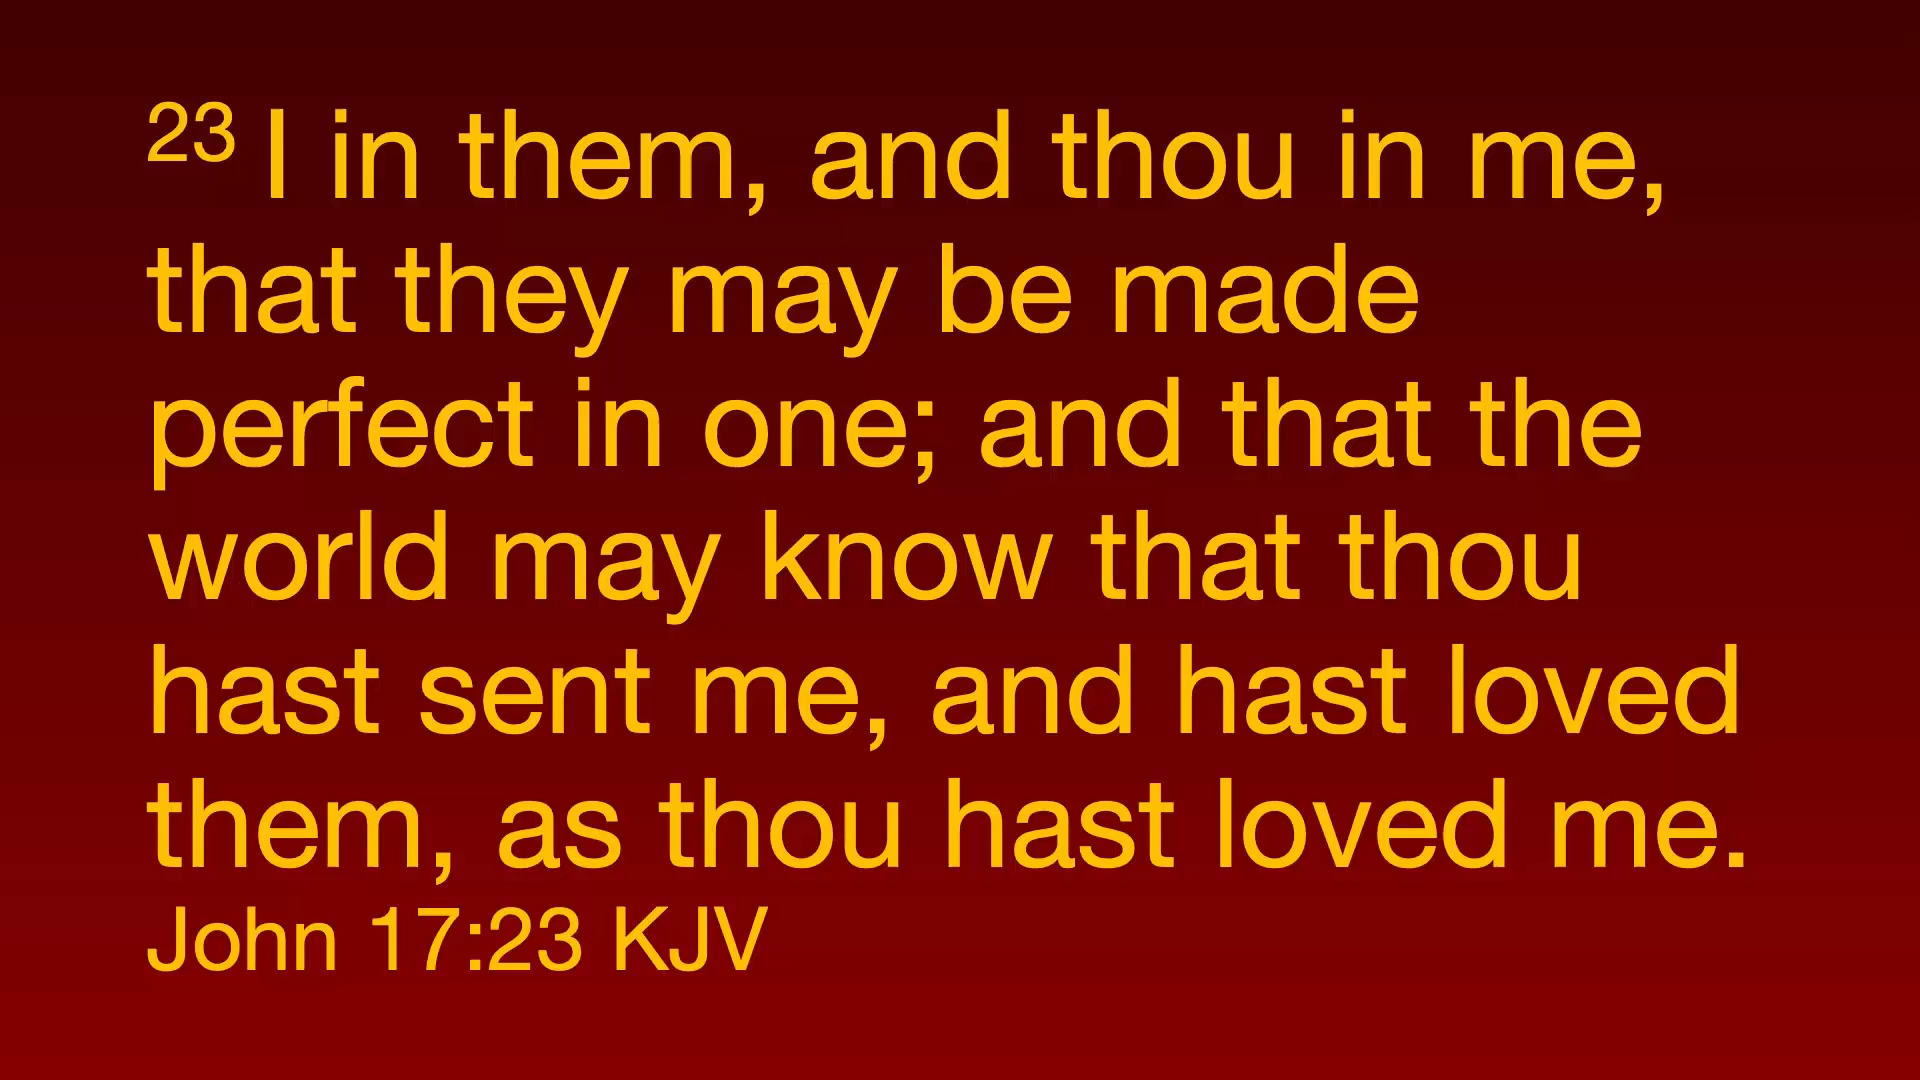 23 I in them, and thou in me,
that they may be made
perfect in one; and that the
world may know that thou
hast sent me, and hast loved
them, as thou hast loved me.
John 17:23 KJV